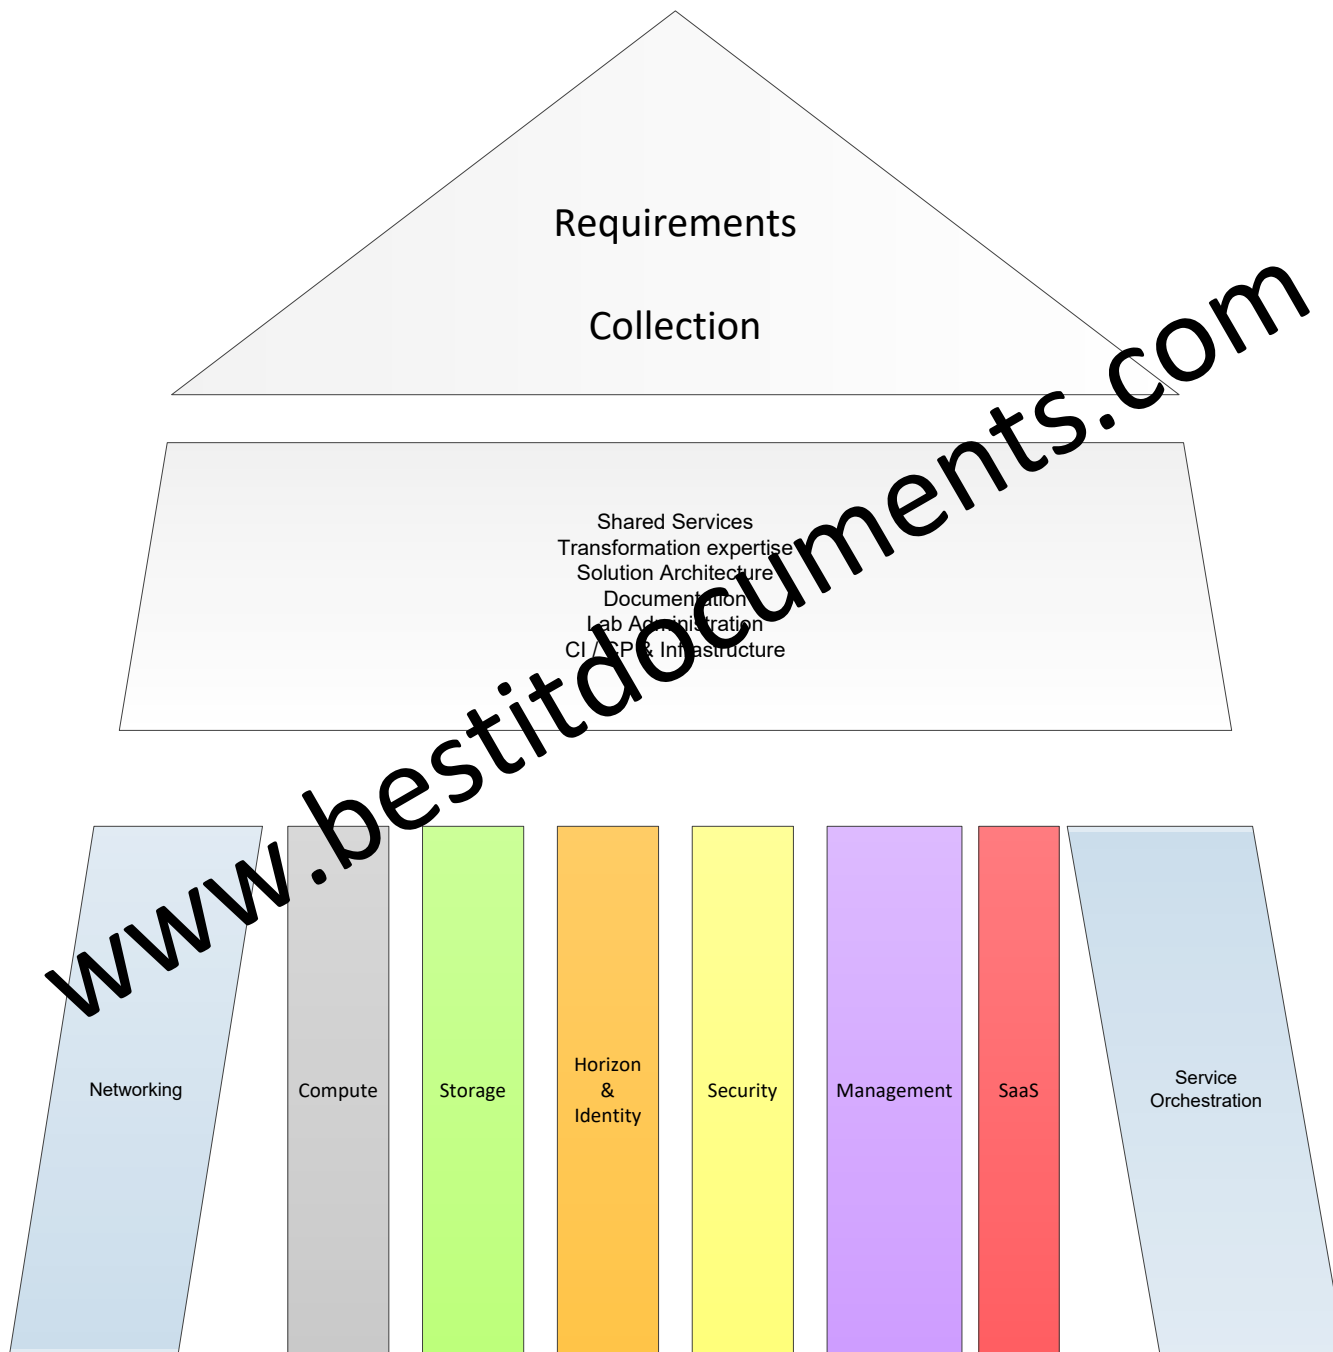 Requirements
Collection
Shared Services
Transformation expertise
Solution Architecture
Documentation
Lab Administration
CI / CP & Infrastructure
www.bestitdocuments.com
Networking
Compute
Storage
Horizon
&
Identity
Security
Management
SaaS
Service
Orchestration